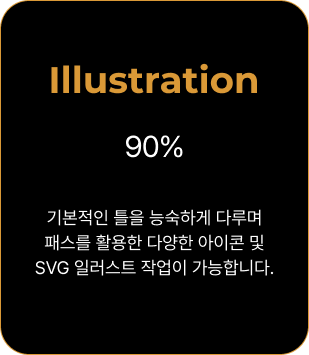 Illustration
90%
기본적인 틀을 능숙하게 다루며
패스를 활용한 다양한 아이콘 및
SVG 일러스트 작업이 가능합니다.